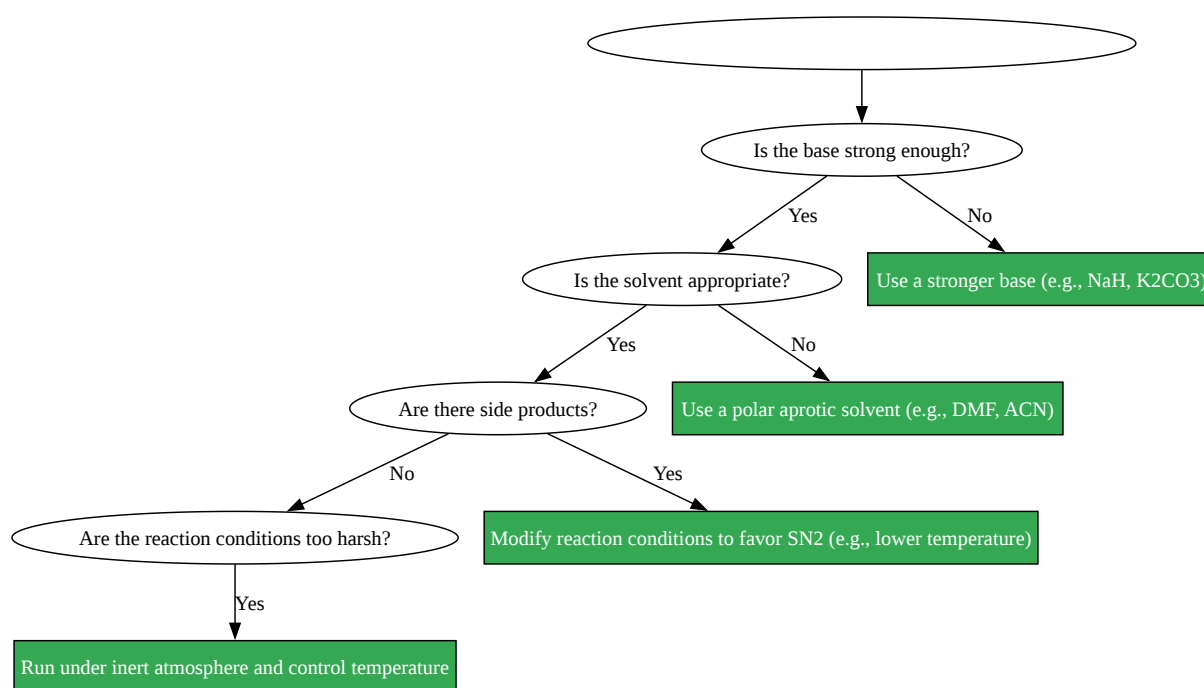 Is the base strong enough?
Yes
No
Is the solvent appropriate?
Use a stronger base (e.g., NaH, K2CO3)
Yes
No
Are there side products?
Use a polar aprotic solvent (e.g., DMF, ACN)
No
Yes
Are the reaction conditions too harsh?
Modify reaction conditions to favor SN2 (e.g., lower temperature)
Yes
Run under inert atmosphere and control temperature